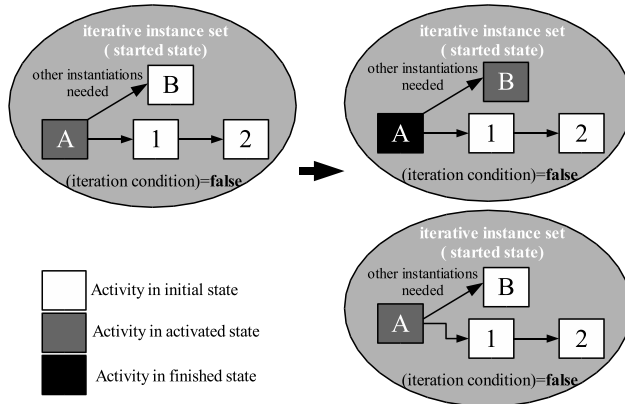 iterative instance set
( started state)
other instantiations
needed
B
A
1
2
(iteration condition)=false
iterative instance set
( started state)
other instantiations
needed
B
A
1
2
(iteration condition)=false
iterative instance set
( started state)
other instantiations
needed
B
A
1
2
(iteration condition)=false
Activity in initial state
Activity in activated state
Activity in finished state